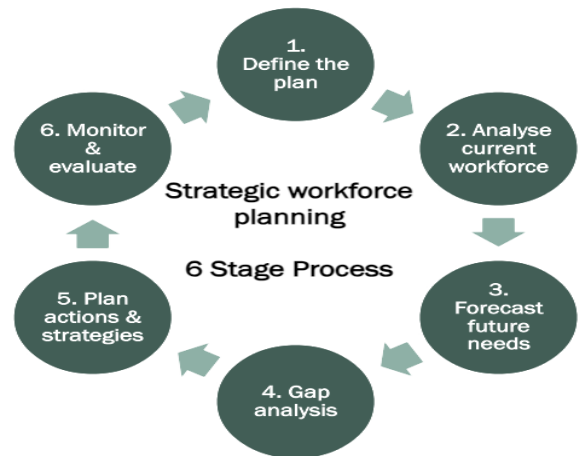 1.
Define the
plan
2. Analyse
current
workforce
3.
Forecast
future
needs
4. Gap
analysis
5. Plan
actions &
strategies
6. Monitor
&
evaluate
Strategic workforce
planning
6 Stage Process